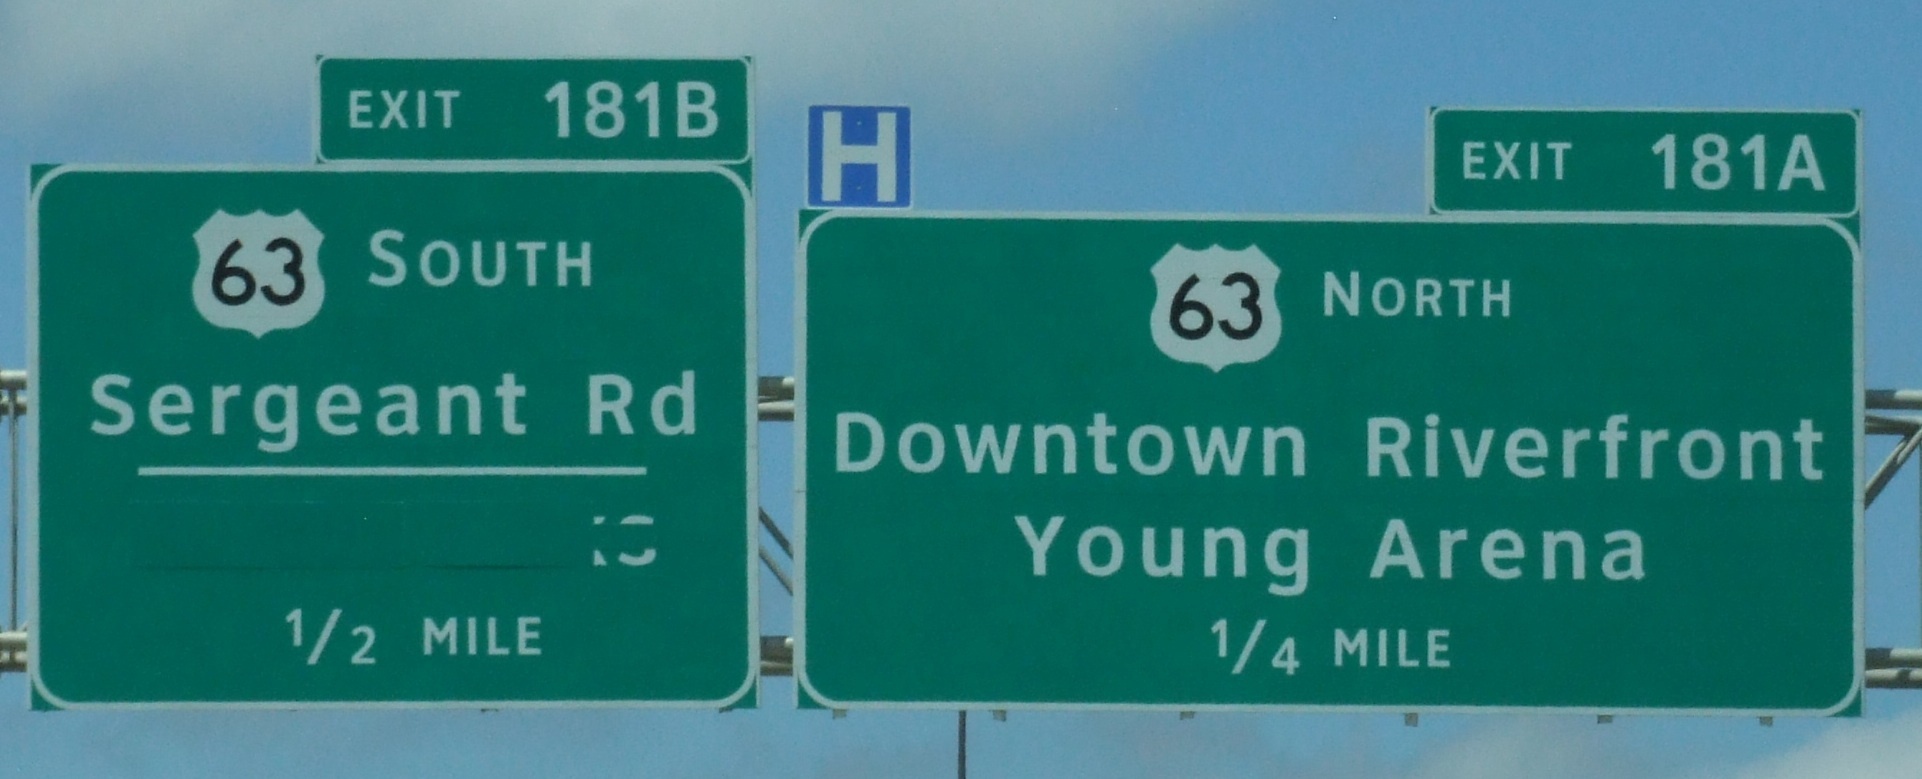 EXIT 181B
63 SOUTH
Sergeant Rd
1/2 MILE
H
EXIT 181A
63 NORTH
Downtown Riverfront
Young Arena
1/4 MILE